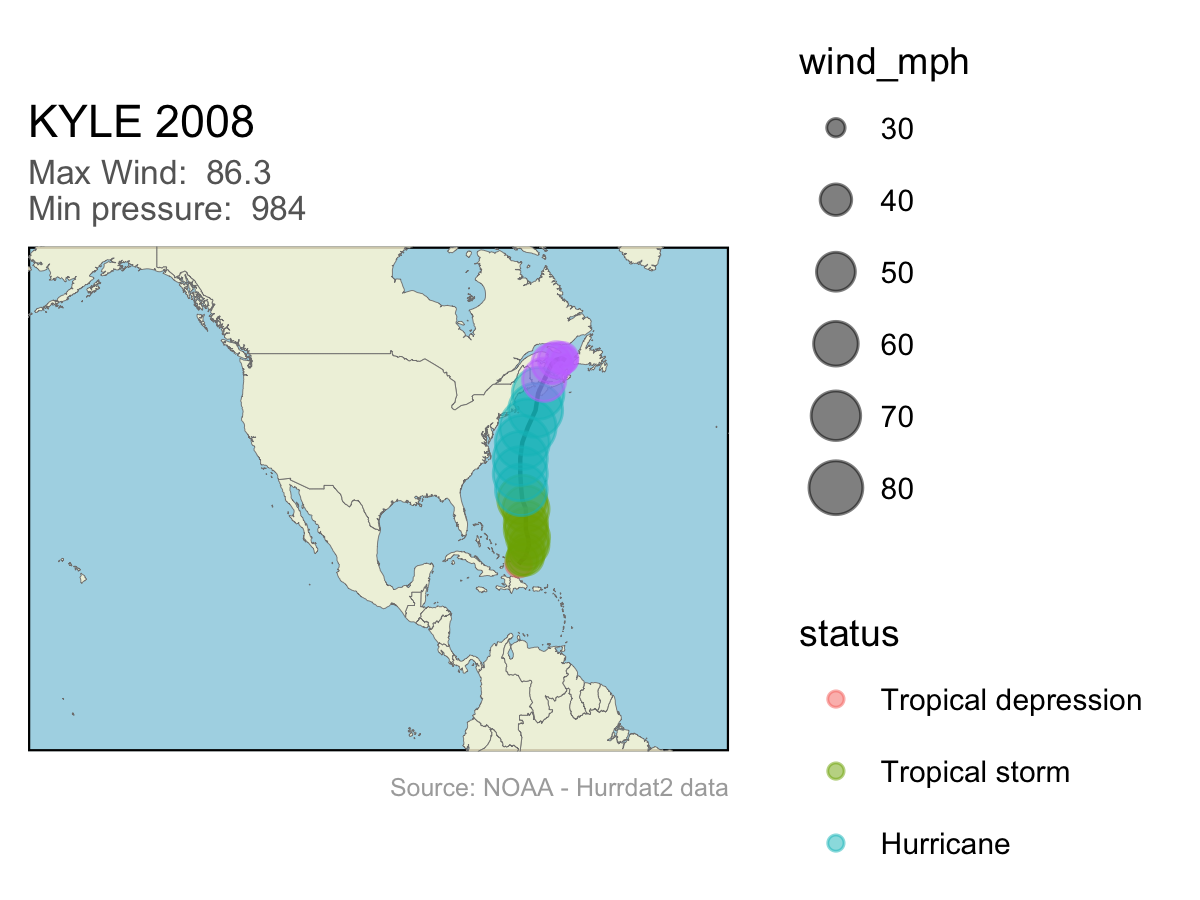 KYLE 2008
Max Wind:  86.3
Min pressure:  984
Source: NOAA - Hurrdat2 data
wind_mph
30
40
50
60
70
80
status
Tropical depression
Tropical storm
Hurricane